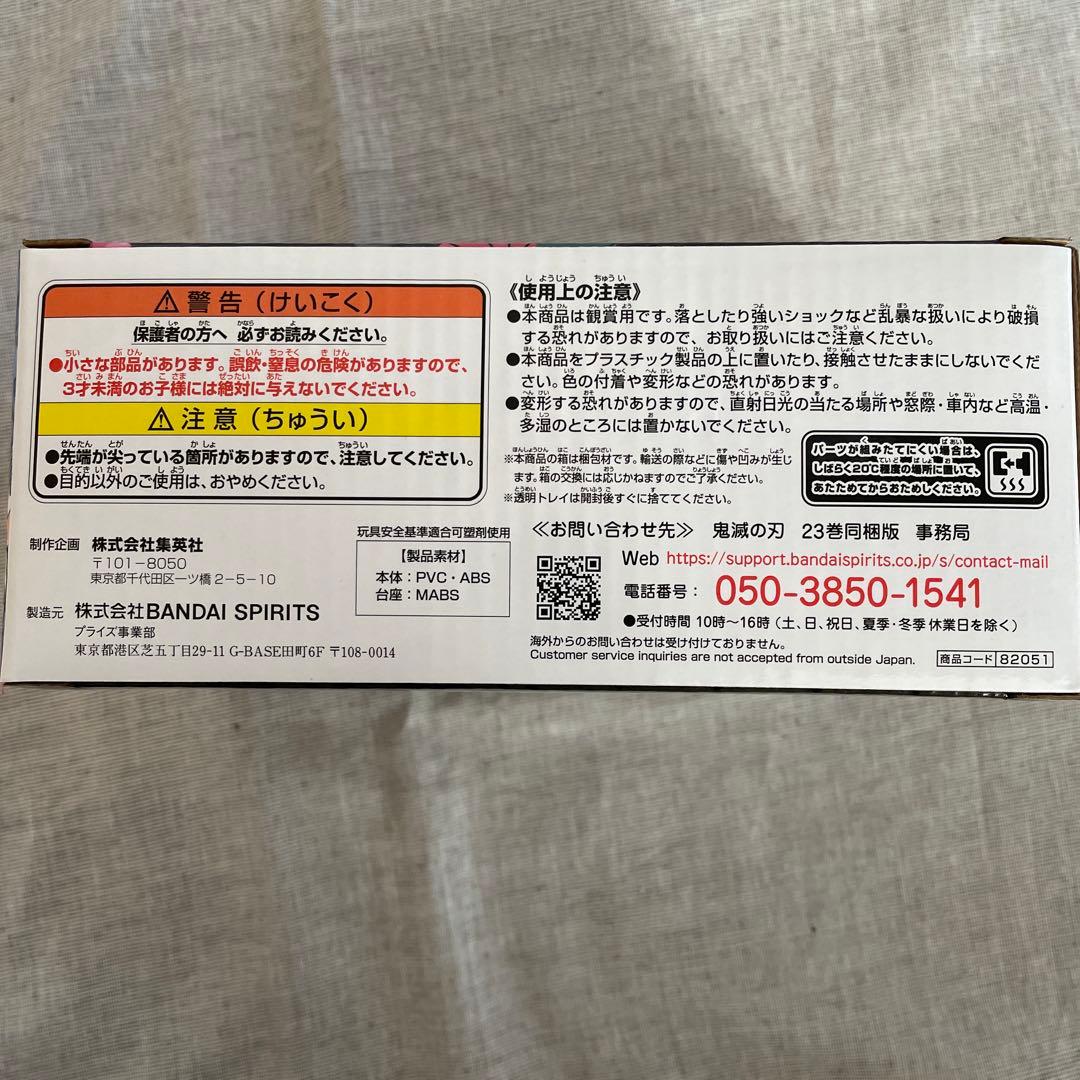 ⚠警告(けいこく)
保護者の方へ 必ずお読みください。
●小さな部品があります。誤飲・窒息の危険がありますので、
3才未満のお子様には絶対に与えないでください。
⚠注意(ちゅうい)
●先端が尖っている箇所がありますので、注意してください。
●目的以外のご使用は、おやめください。
制作企画 株式会社集英社
〒101-8050
東京都千代田区一ツ橋2-5-10
製造元 株式会社BANDAI SPIRITS
プライズ事業部
東京都港区芝五丁目29-11 G-BASE田町6F 〒108-0014
玩具安全基準適合可塑剤使用
【製品素材】
本体:PVC・ABS
台座:MABS
《使用上の注意》
●本商品は観賞用です。落としたり強いショックなど乱暴な扱いにより破損
する恐れがありますので、お取り扱いにはご注意ください。
●本商品をプラスチック製品の上に置いたり、接触させたままにしないでくだ
さい。色の付着や変形などの恐れがあります。
●変形する恐れがありますので、直射日光の当たる場所や窓際・車内など高温・
多湿のところには置かないでください。
※本商品の箱は梱包材です。輸送の際などに傷や凹みが生じ
ます。箱の交換には応じかねますのでご了承ください。
※透明トレイは開封後すぐに捨ててください。
パーツが組みたてにくい場合は、
しばらく20℃程度の場所に置いて、
あたためてからおためしください。
≪お問い合わせ先≫ 鬼滅の刃 23巻同梱版 事務局
Web https://support.bandaispirits.co.jp/s/contact-mail
電話番号: 050-3850-1541
●受付時間 10時〜16時(土、日、祝日、夏季・冬季休業日を除く)
海外からのお問い合わせは受け付けておりません。
Customer service inquiries are not accepted from outside Japan.
商品コード 82051